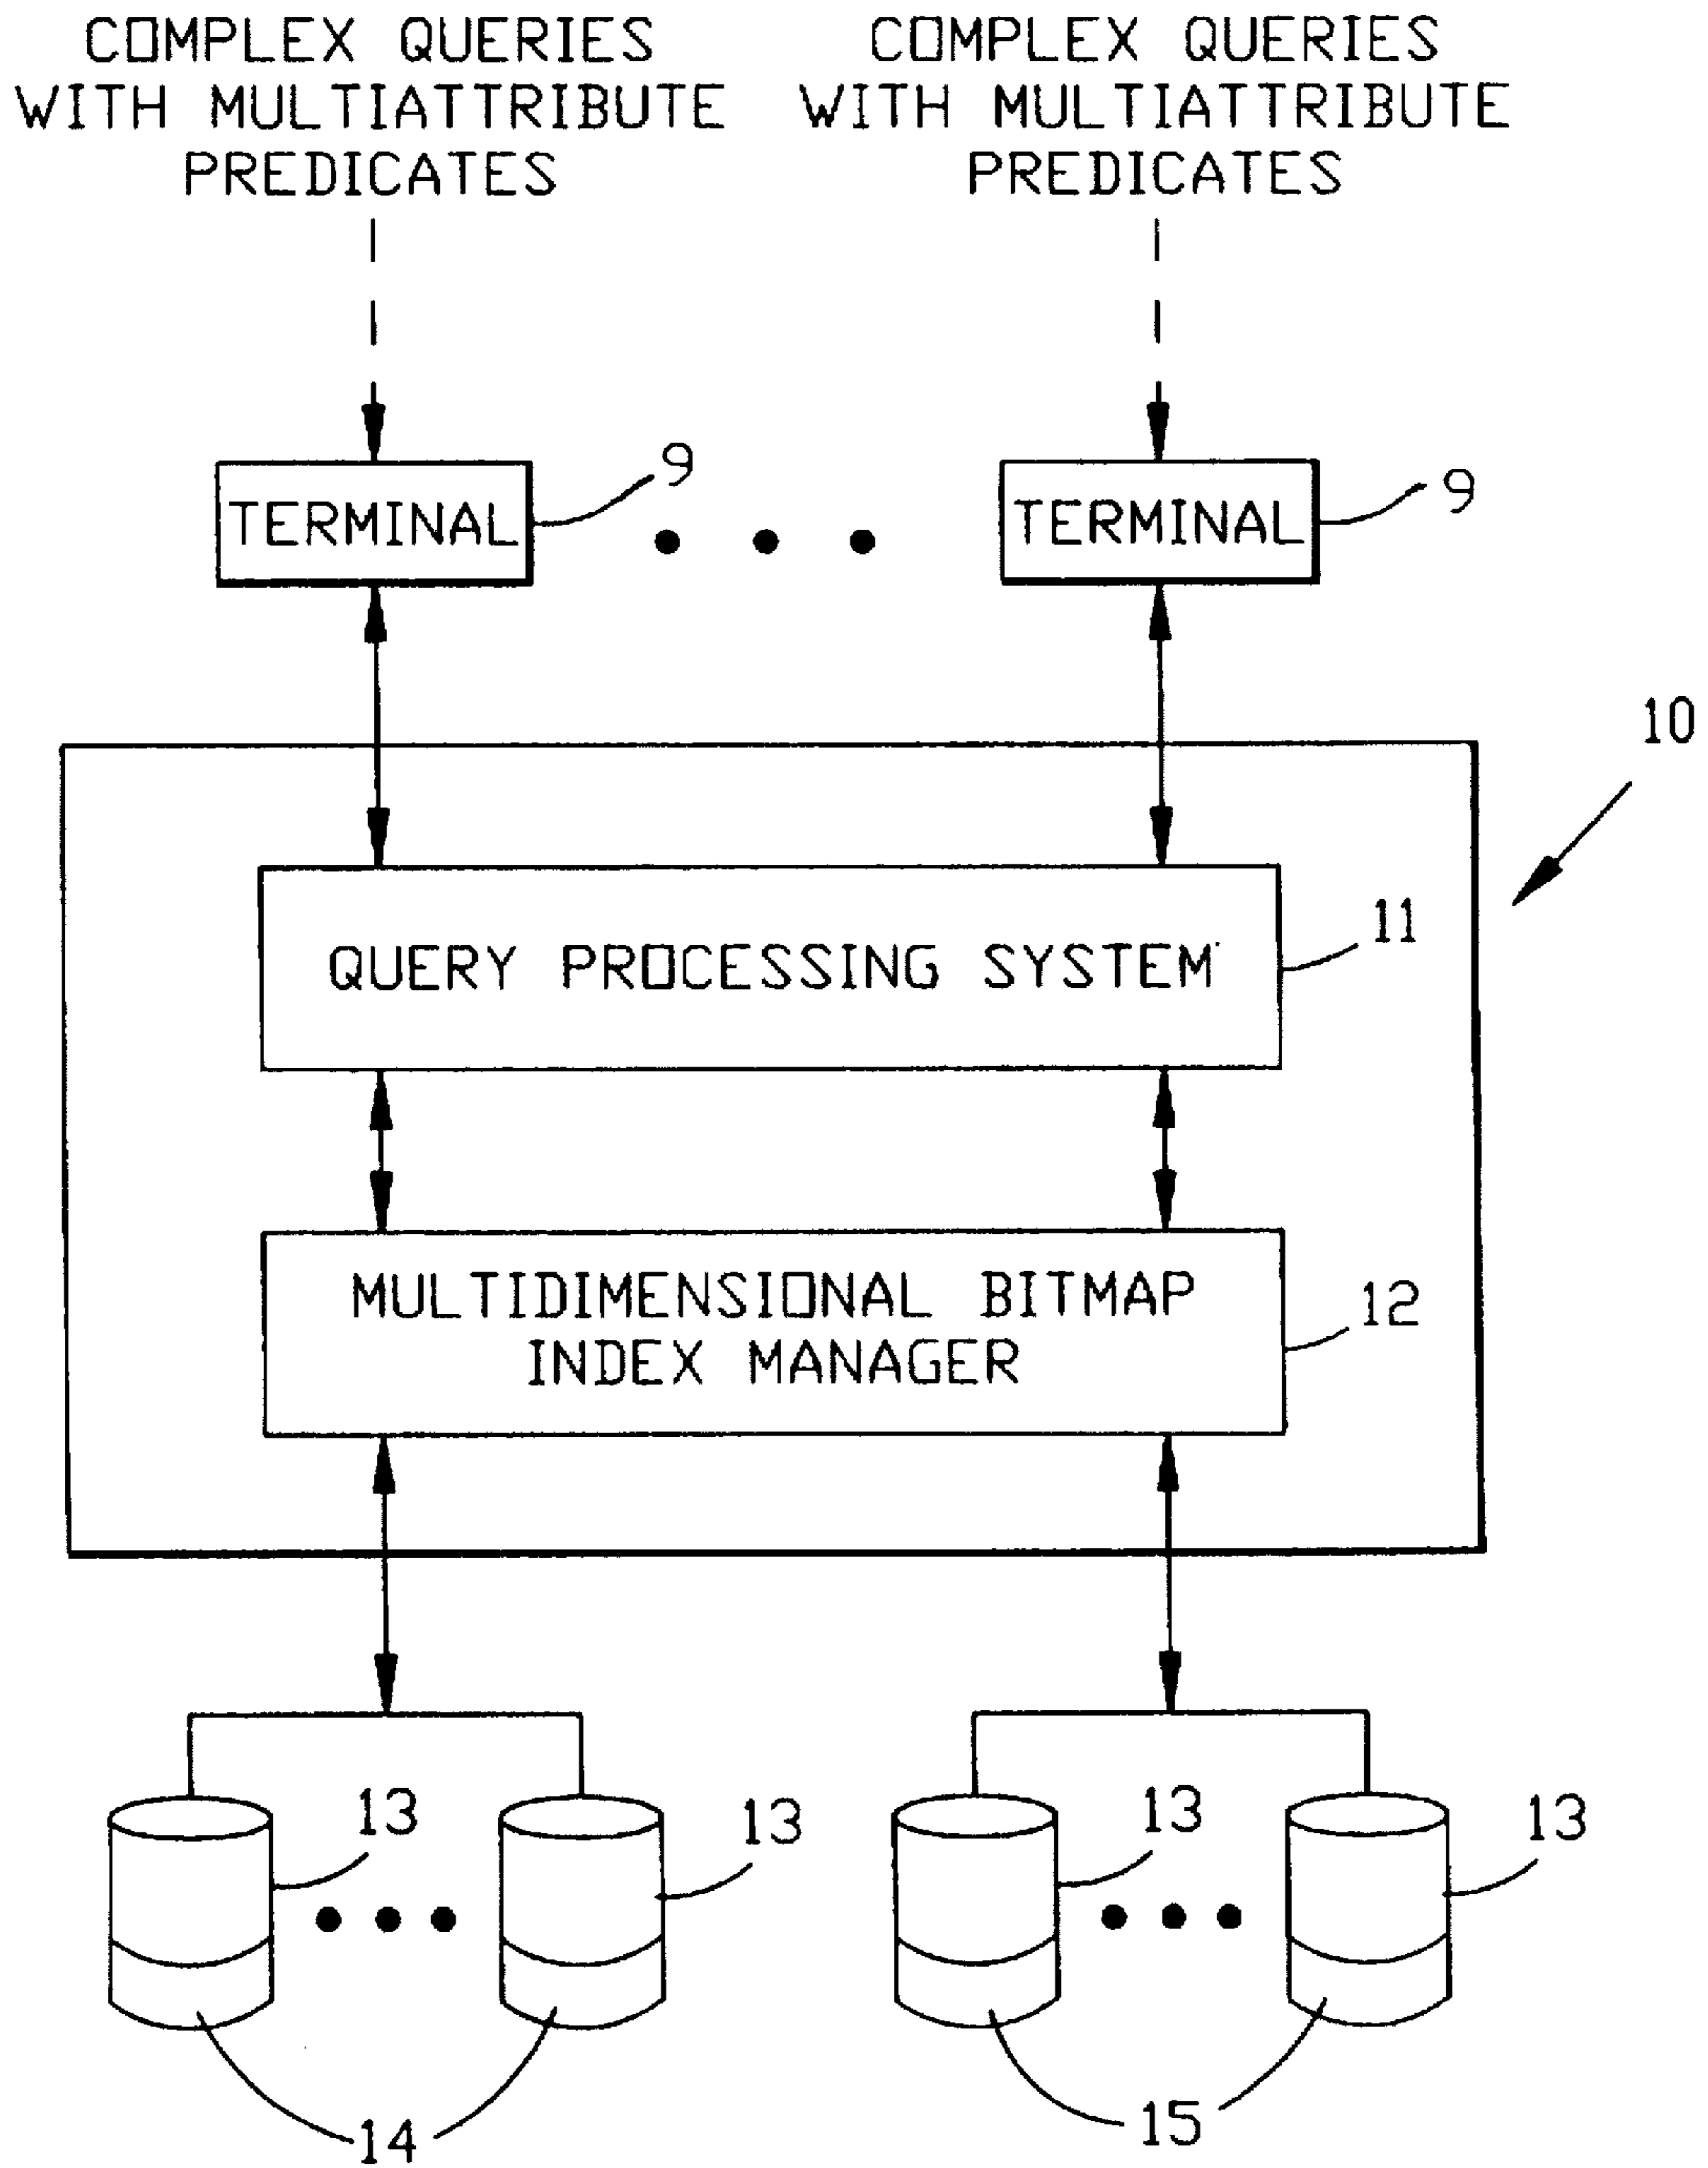 COMPLEX QUERIES
WITH MULTIATTRIBUTE
PREDICATES
COMPLEX QUERIES
WITH MULTIATTRIBUTE
PREDICATES
TERMINAL
9
TERMINAL
9
10
QUERY PROCESSING SYSTEM
11
MULTIDIMENSIONAL BITMAP
INDEX MANAGER
12
13
13
13
13
14
15